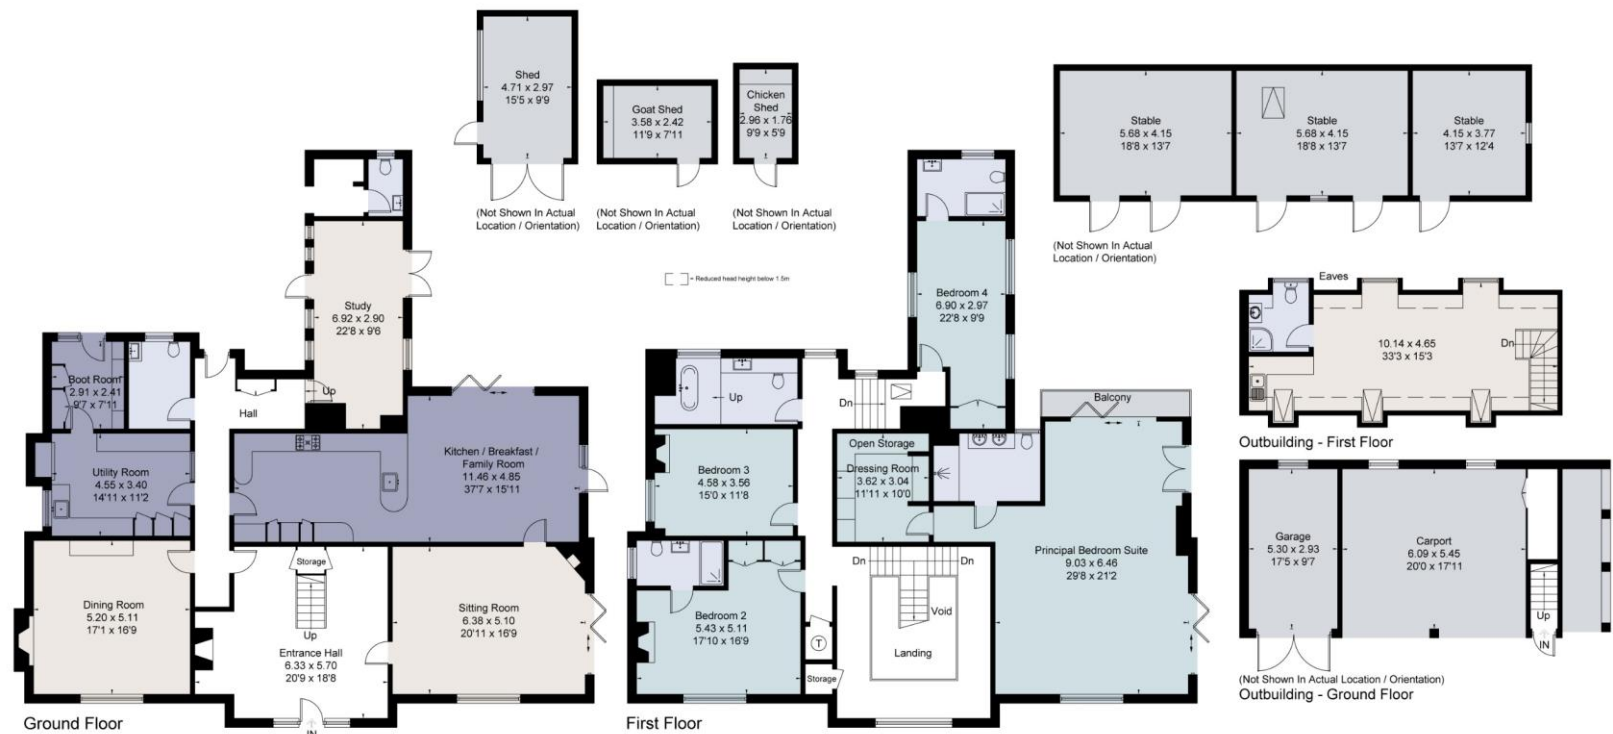 Shed
4.71 x 2.97
15'5 x 9'9
(Not Shown In Actual
Location / Orientation)
Goat Shed
3.58 x 2.42
11'9 x 7'11
(Not Shown In Actual
Location / Orientation)
Chicken
Shed
2.96 x 1.76
9'9 x 5'9
(Not Shown In Actual
Location / Orientation)
= Reduced head height below 1.5m
Stable
5.68 x 4.15
18'8 x 13'7
Stable
5.68 x 4.15
18'8 x 13'7
Stable
4.15 x 3.77
13'7 x 12'4
(Not Shown In Actual
Location / Orientation)
Study
6.92 x 2.90
22'8 x 9'6
Boot Room
2.91 x 2.41
9'7 x 7'11
Up
Hall
Utility Room
4.55 x 3.40
14'11 x 11'2
Kitchen / Breakfast /
Family Room
11.46 x 4.85
37'7 x 15'11
Storage
Dining Room
5.20 x 5.11
17'1 x 16'9
Up
Entrance Hall
6.33 x 5.70
20'9 x 18'8
Sitting Room
6.38 x 5.10
20'11 x 16'9
IN
Ground Floor
Bedroom 4
6.90 x 2.97
22'8 x 9'9
Up
Dn
Balcony
Open Storage
Dressing Room
3.62 x 3.04
11'11 x 10'0
Bedroom 3
4.58 x 3.56
15'0 x 11'8
Principal Bedroom Suite
9.03 x 6.46
29'8 x 21'2
Dn
Dn
Void
Bedroom 2
5.43 x 5.11
17'10 x 16'9
T
Landing
Storage
First Floor
Eaves
10.14 x 4.65
33'3 x 15'3
Dn
Outbuilding - First Floor
Garage
5.30 x 2.93
17'5 x 9'7
Carport
6.09 x 5.45
20'0 x 17'11
Up
IN
(Not Shown In Actual Location / Orientation)
Outbuilding - Ground Floor